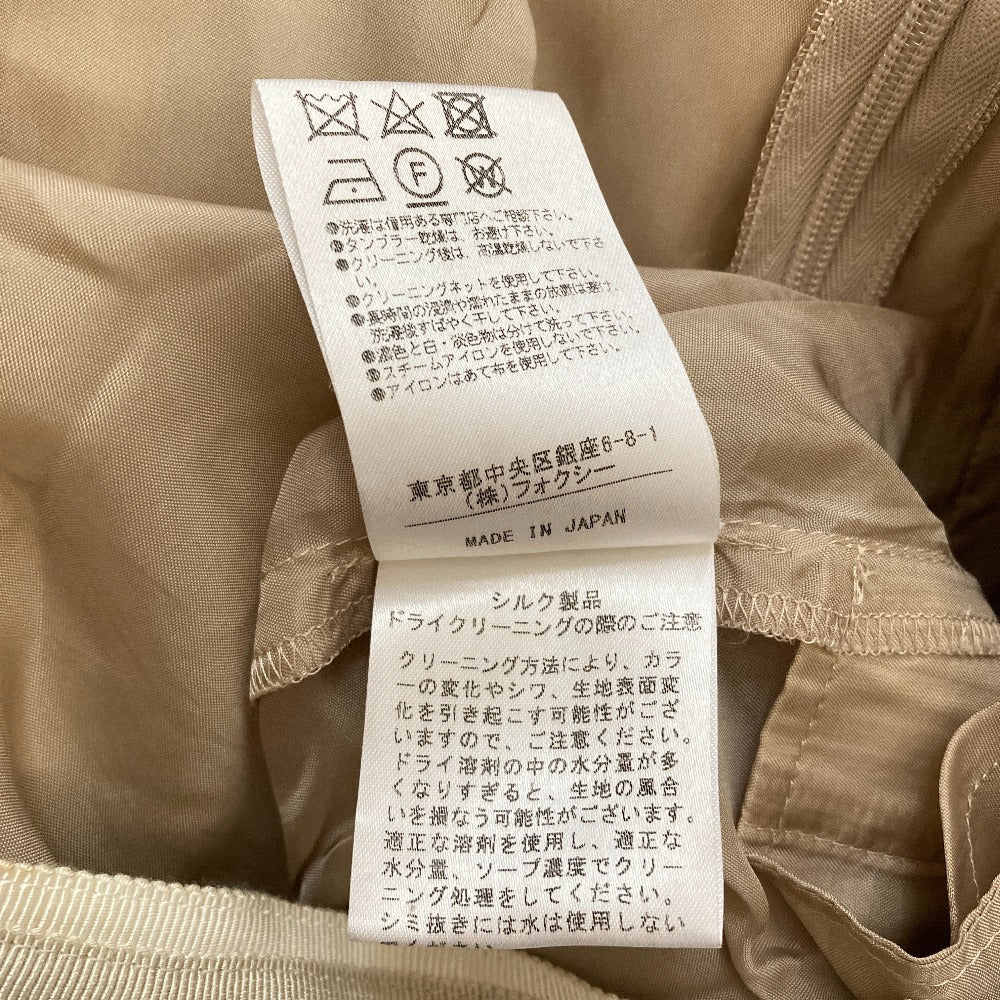 F
W
●洗濯は信用ある専門店へご相談下さい。
●タンブラー乾燥は、お避け下さい。
●クリーニング後は、高温乾燥しないで下さ
い。
●クリーニングネットを使用して下さい。
●長時間の浸漬や濡れたままの放置は避け、
洗濯後すばやく干して下さい。
●濃色と白・淡色物は分けて洗って下さい。
●スチームアイロンを使用しないで下さい。
●アイロンはあて布を使用して下さい。
東京都中央区銀座6-8-1
(株)フォクシー
MADE IN JAPAN
シルク製品
ドライクリーニングの際のご注意
クリーニング方法により、カラ
ーの変化やシワ、生地表面変
化を引き起こす可能性がござ
いますので、ご注意ください。
ドライ溶剤の中の水分量が多
くなりすぎると、生地の風合
いを損なう可能性がございます。
適正な溶剤を使用し、適正な
水分量、ソープ濃度でクリー
ニング処理をしてください。
シミ抜きには水は使用しない
でください